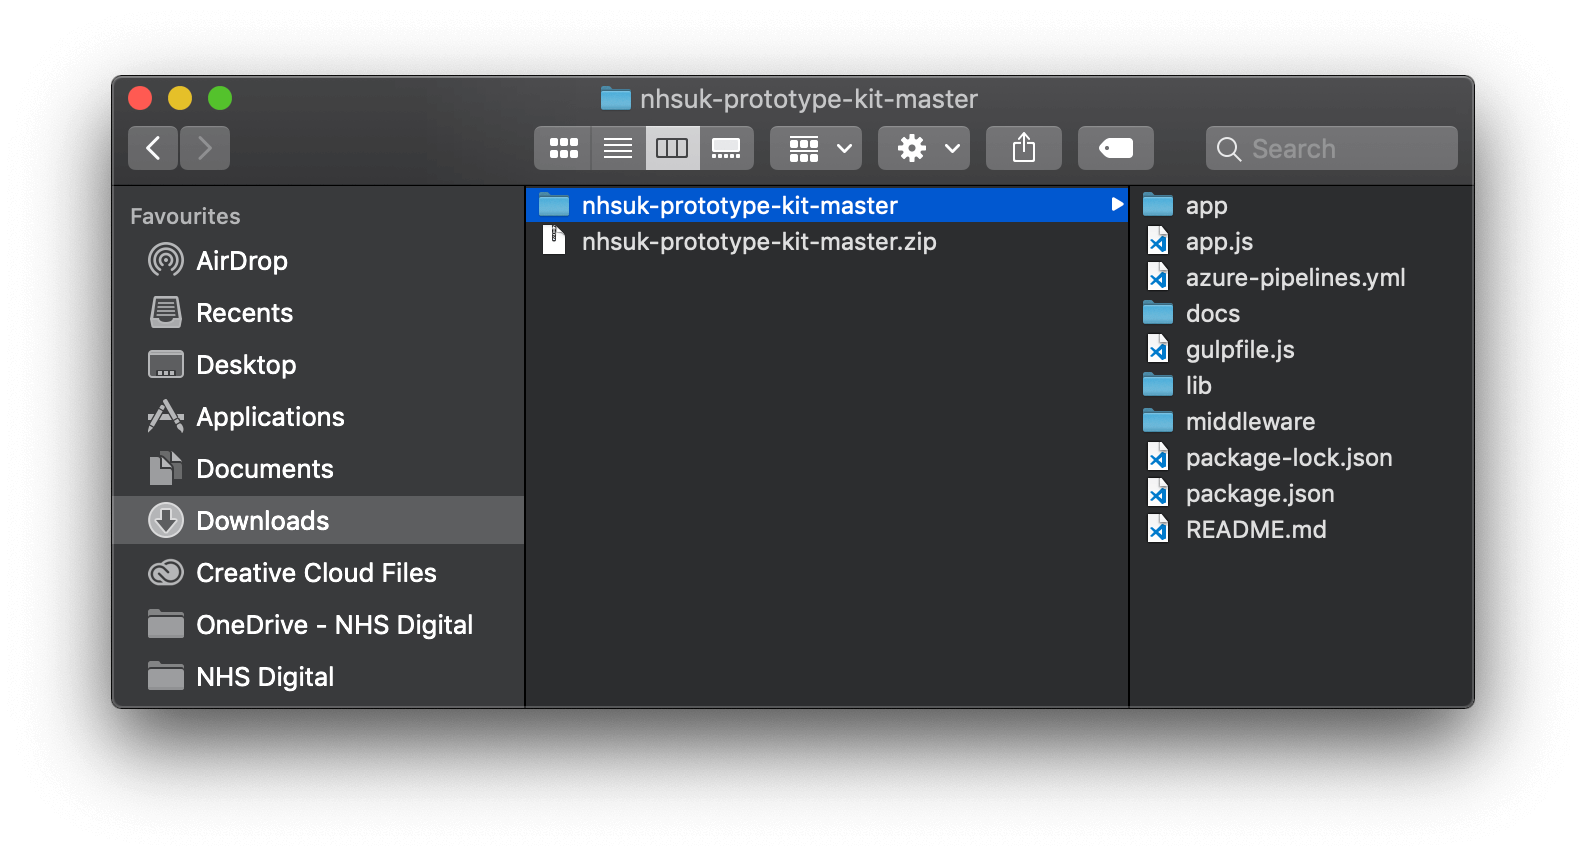 nhsuk-prototype-kit-master
Search
Favourites
AirDrop
Recents
Desktop
Applications
Documents
Downloads
Creative Cloud Files
OneDrive - NHS Digital
NHS Digital
nhsuk-prototype-kit-master
nhsuk-prototype-kit-master.zip
app
app.js
azure-pipelines.yml
docs
gulpfile.js
lib
middleware
package-lock.json
package.json
README.md